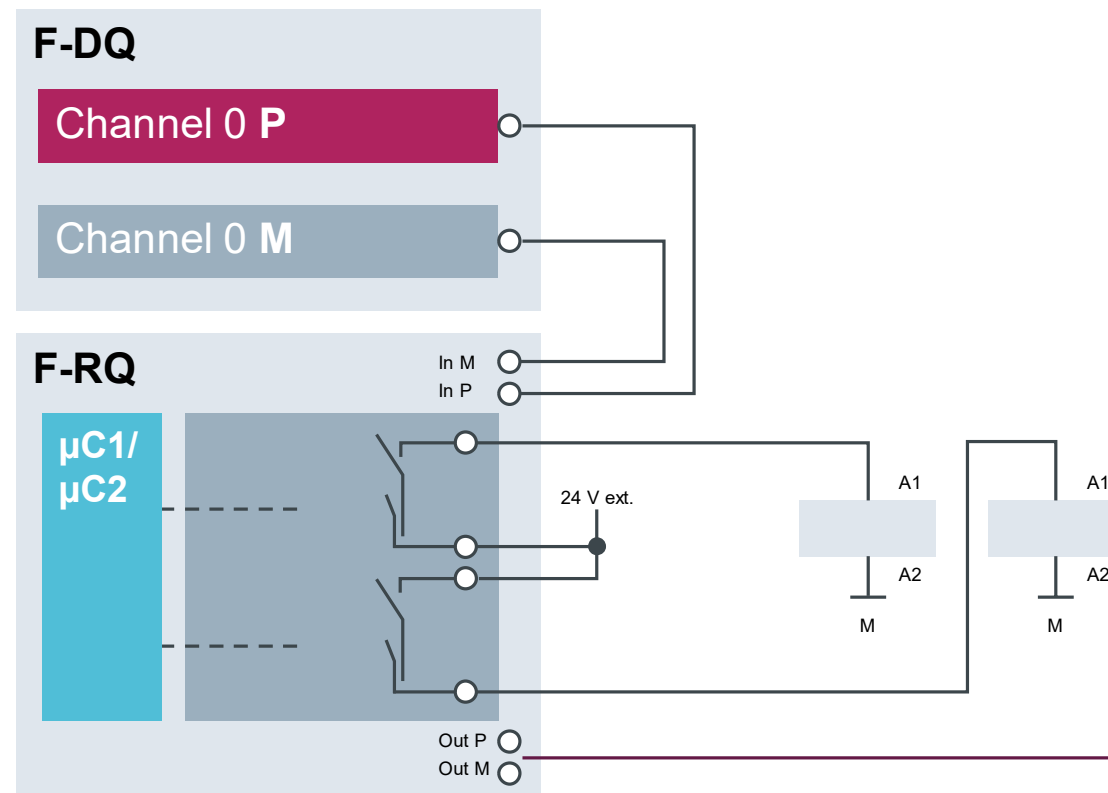 F-DQ
Channel 0 P
Channel 0 M
F-RQ
In M
In P
µC1/
µC2
24 V ext.
A1
A2
M
A1
A2
M
Out P
Out M